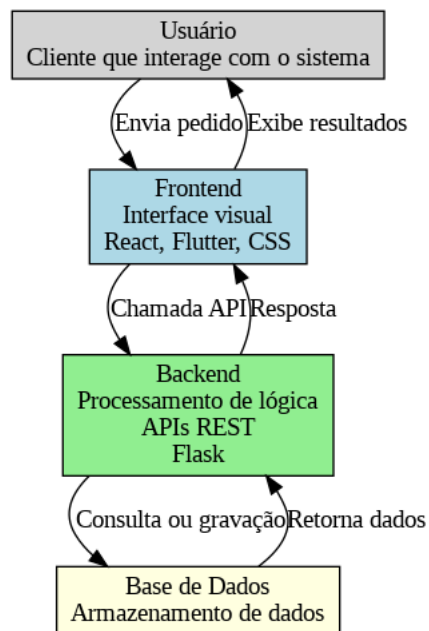 Usuário
Cliente que interage com o sistema
Envia pedido
Exibe resultados
Frontend
Interface visual
React, Flutter, CSS
Chamada API
Resposta
Backend
Processamento de lógica
APIs REST
Flask
Consulta ou gravação
Retorna dados
Base de Dados
Armazenamento de dados